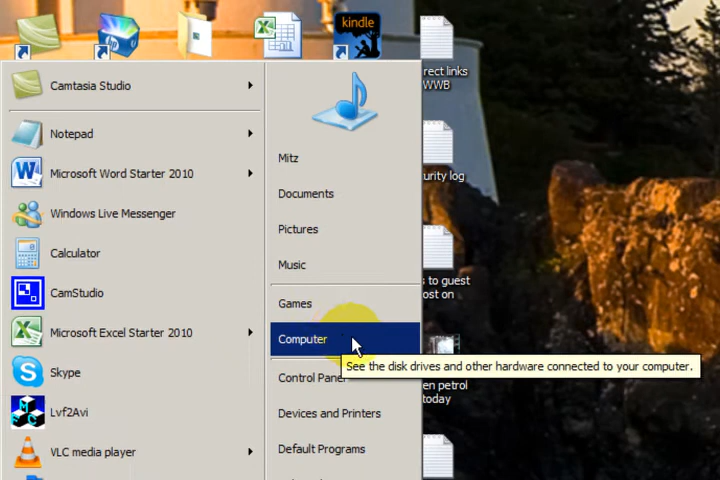 kindle
rect links
WWB
Camtasia Studio
Notepad
Microsoft Word Starter 2010
Windows Live Messenger
Calculator
CamStudio
Microsoft Excel Starter 2010
Skype
Lvf2Avi
VLC media player
Mitz
Documents
Pictures
Music
Games
Computer
See the disk drives and other hardware connected to your computer.
Control Panel
Devices and Printers
Default Programs
urity log
s to guest
ost on
en petrol
today